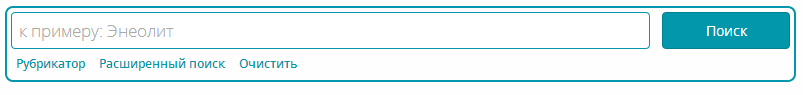 к примеру: Энеолит Поиск
Рубрикатор Расширенный поиск Очистить